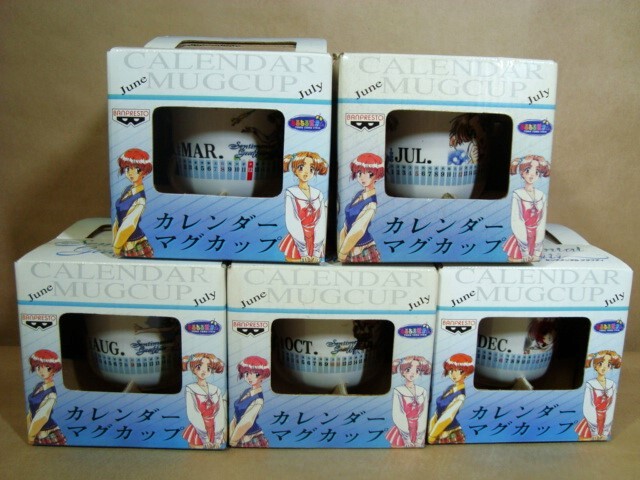 CALENDAR
MUGCUP
June
July
BANPRESTO
MAR.
Sentimental
Graffiti
カレンダー
マグカップ
CALENDAR
MUGCUP
June
July
BANPRESTO
JUL.
カレンダー
マグカップ
CALENDAR
MUGCUP
June
July
BANPRESTO
AUG.
Sentimental
Graffiti
カレンダー
マグカップ
CALENDAR
MUGCUP
June
July
BANPRESTO
OCT.
カレンダー
マグカップ
CALENDAR
MUGCUP
June
July
BANPRESTO
DEC.
カレンダー
マグカップ